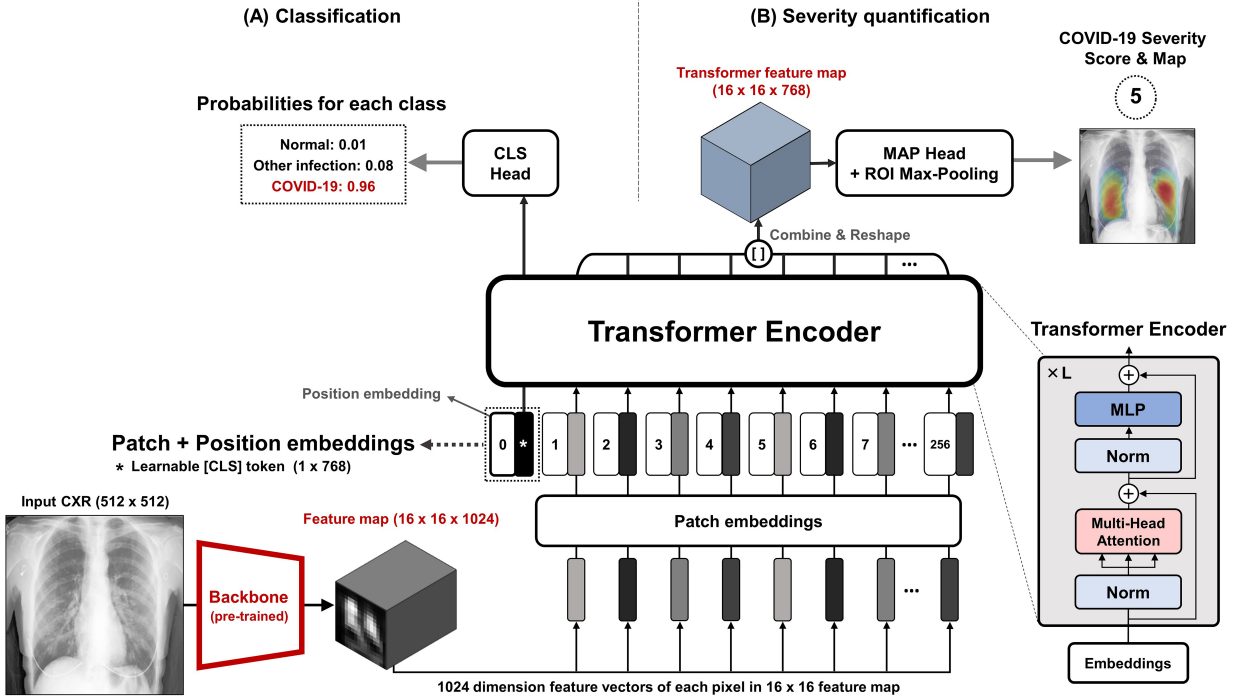 (A) Classification
(B) Severity quantification
COVID-19 Severity
Score & Map
5
Transformer feature map
(16 x 16 x 768)
Probabilities for each class
Normal: 0.01
Other infection: 0.08
COVID-19: 0.96
CLS
Head
MAP Head
+ ROI Max-Pooling
[ ]
Combine & Reshape
...
Transformer Encoder
Transformer Encoder
× L
+
MLP
Norm
+
Multi-Head
Attention
Norm
Embeddings
Position embedding
Patch + Position embeddings
* Learnable [CLS] token (1 x 768)
0 * 1 2 3 4 5 6 7 ... 256
Patch embeddings
Input CXR (512 x 512)
Feature map (16 x 16 x 1024)
Backbone
(pre-trained)
...
1024 dimension feature vectors of each pixel in 16 x 16 feature map